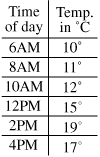 Time Temp.
of day in °C
6AM 10°
8AM 11°
10AM 12°
12PM 15°
2PM 19°
4PM 17°